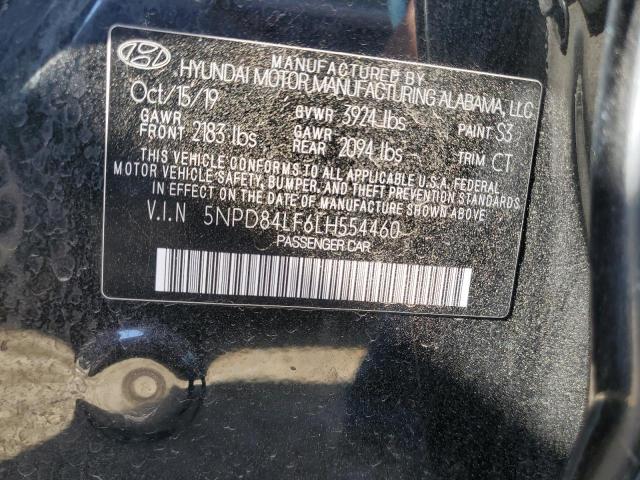 MANUFACTURED BY
HYUNDAI MOTOR MANUFACTURING ALABAMA, LLC
Oct/15/19 GVWR 3924 lbs PAINT S3
GAWR FRONT 2183 lbs GAWR REAR 2094 lbs TRIM CT
THIS VEHICLE CONFORMS TO ALL APPLICABLE U.S.A. FEDERAL
MOTOR VEHICLE SAFETY, BUMPER, AND THEFT PREVENTION STANDARDS
IN EFFECT ON THE DATE OF MANUFACTURE SHOWN ABOVE.
V.I.N 5NPD84LF6LH554460
PASSENGER CAR